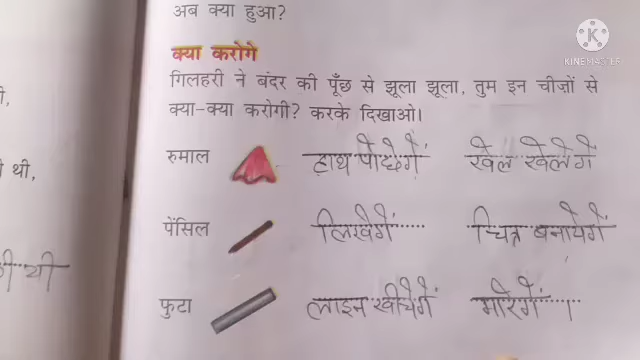 अब क्या हुआ?
क्या करोगे
गिलहरी ने बंदर की पूँछ से झूला झूला, तुम इन चीज़ों से
क्या-क्या करोगी? करके दिखाओ।
थी,
रुमाल हाथ पोछेगें खेल खेलेगें
पेंसिल लिखेगें चित्र बनायेगें
थी
फुटा लाइन खीचेगें मारेगें ।
KINEMASTER